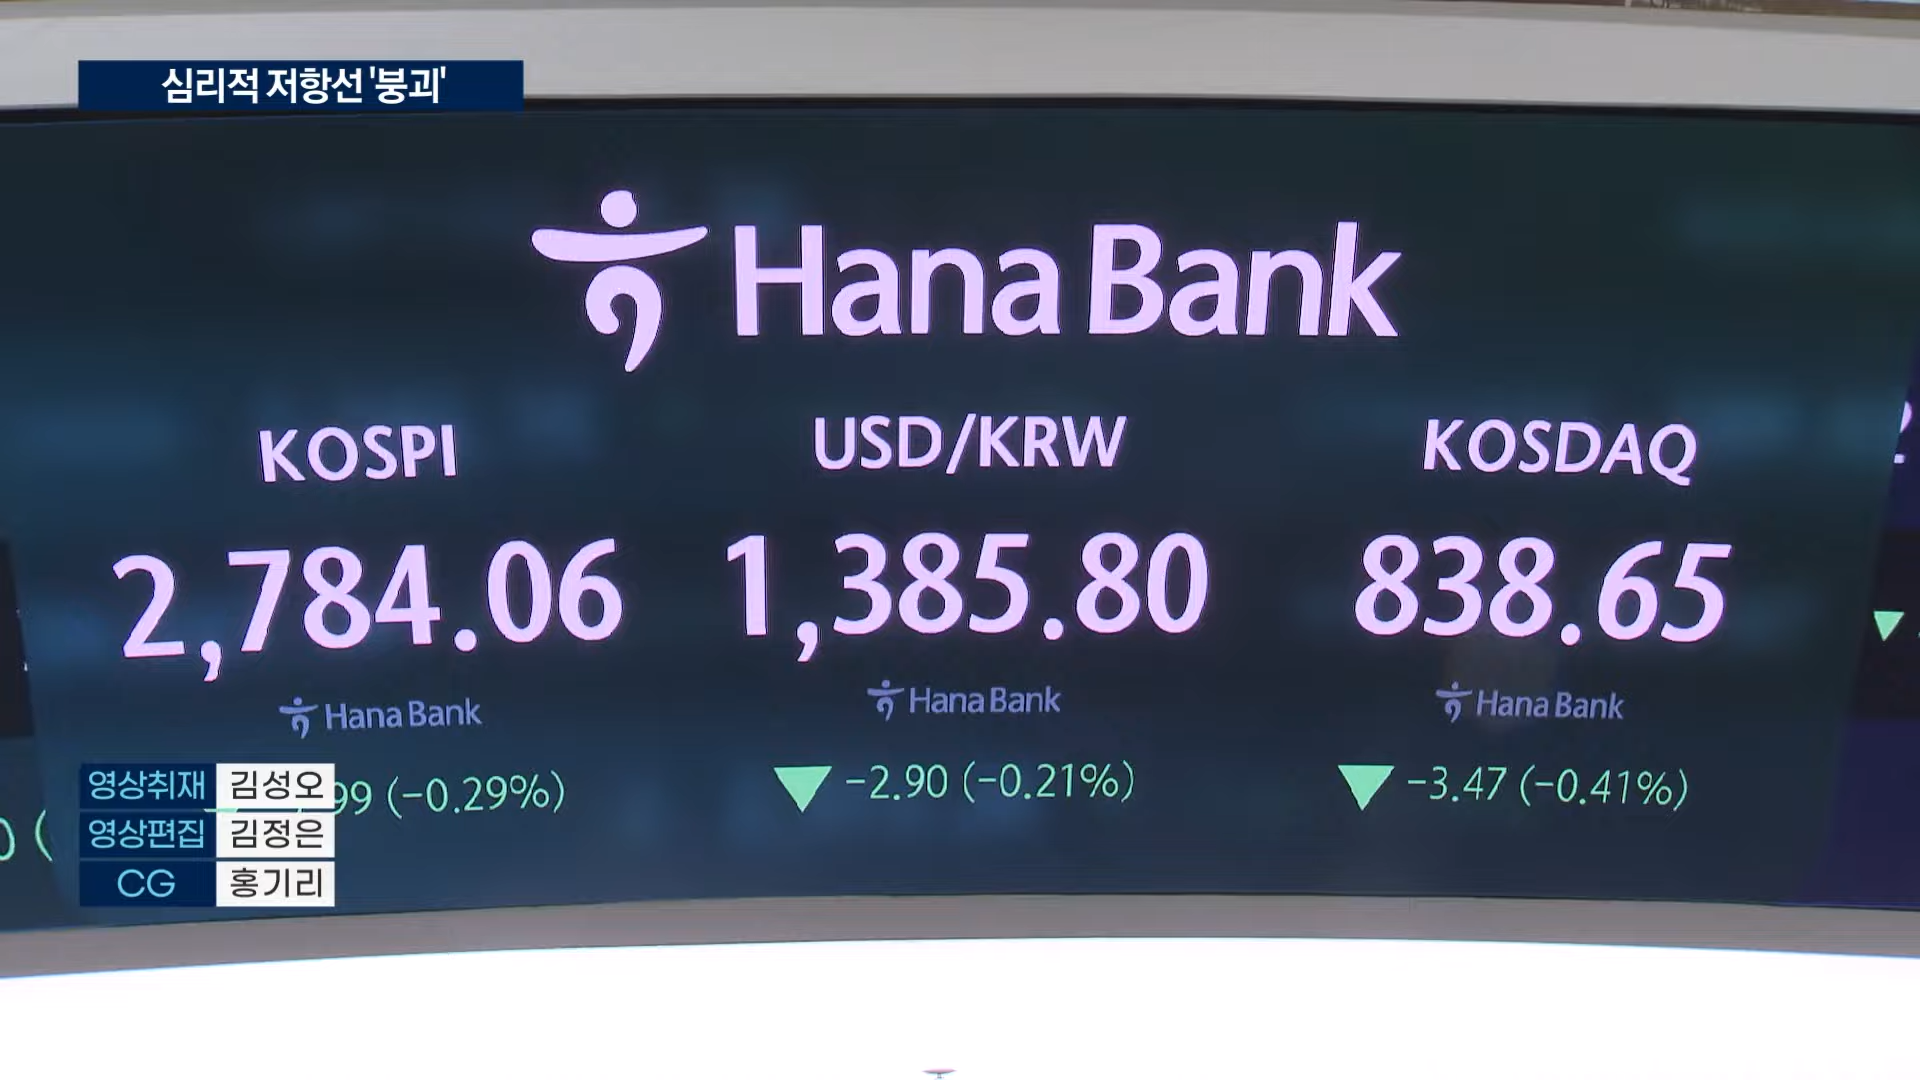 심리적 저항선 '붕괴'
Hana Bank
KOSPI USD/KRW KOSDAQ
2,784.06 1,385.80 838.65
Hana Bank Hana Bank Hana Bank
99 (-0.29%) ▼ -2.90 (-0.21%) ▼ -3.47 (-0.41%)
영상취재 김성오
영상편집 김정은
CG 홍기리